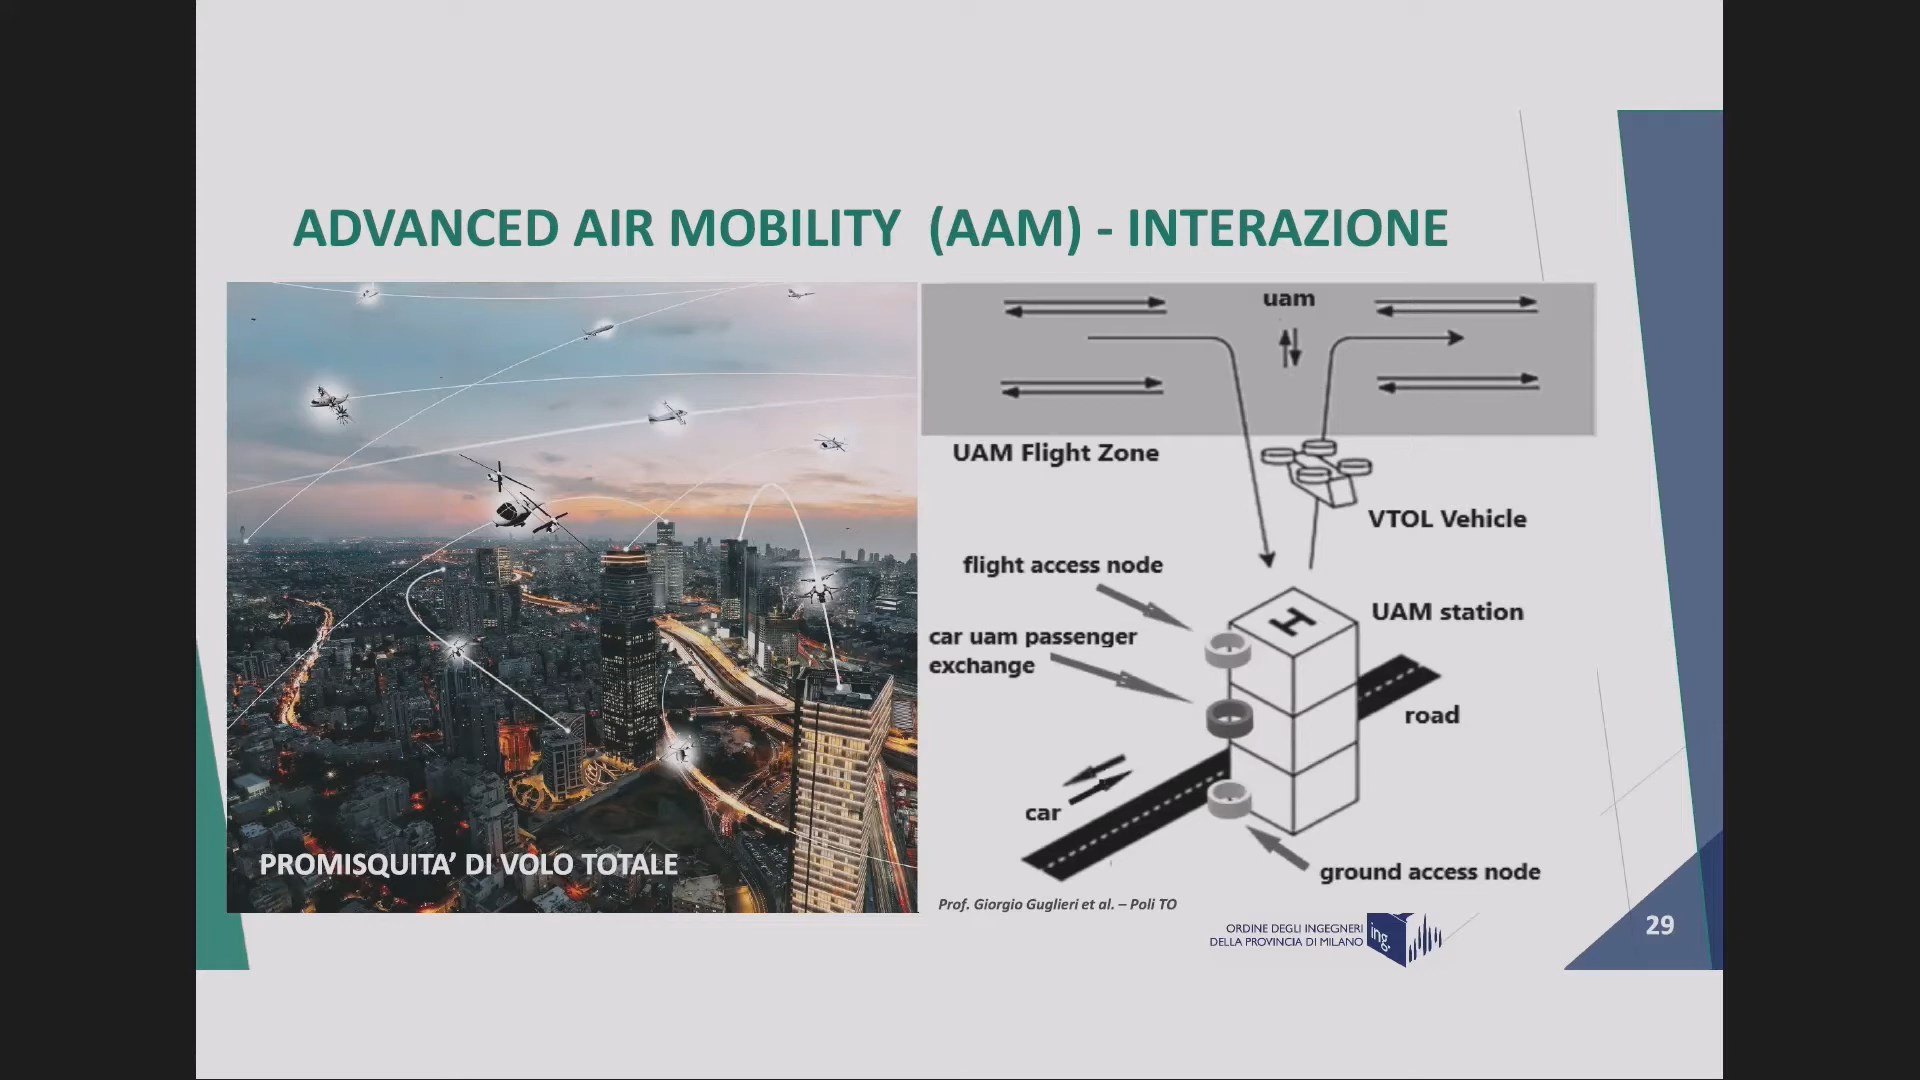 ADVANCED AIR MOBILITY (AAM) - INTERAZIONE
PROMISQUITA’ DI VOLO TOTALE
uam
UAM Flight Zone
VTOL Vehicle
flight access node
UAM station
car uam passenger
exchange
road
car
ground access node
H
Prof. Giorgio Guglieri et al. – Poli TO
ORDINE DEGLI INGEGNERI
DELLA PROVINCIA DI MILANO
ing.
29